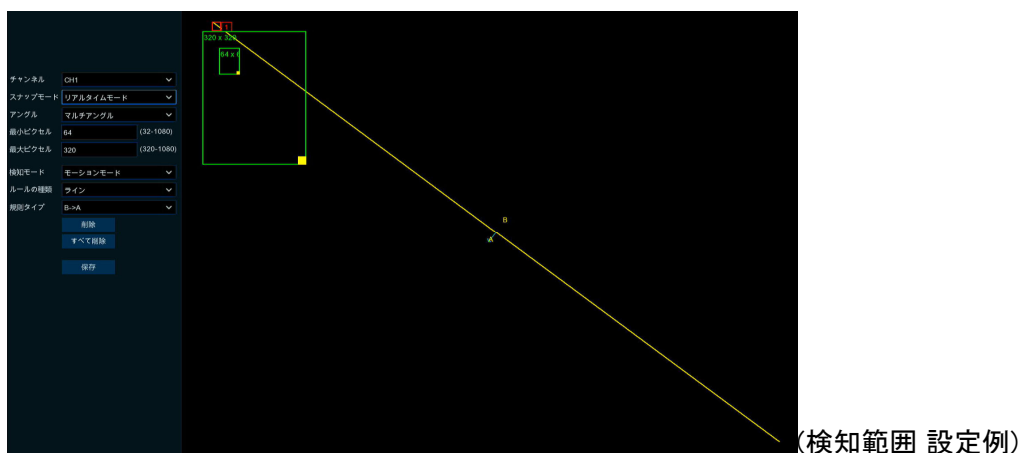 1
320 x 320
64 x 6
チャンネル CH1
スナップモード リアルタイムモード
アングル マルチアングル
最小ピクセル 64 (32-1080)
最大ピクセル 320 (320-1080)
検知モード モーションモード
ルールの種類 ライン
規則タイプ B->A
削除
すべて削除
保存
B
A
(検知範囲 設定例)